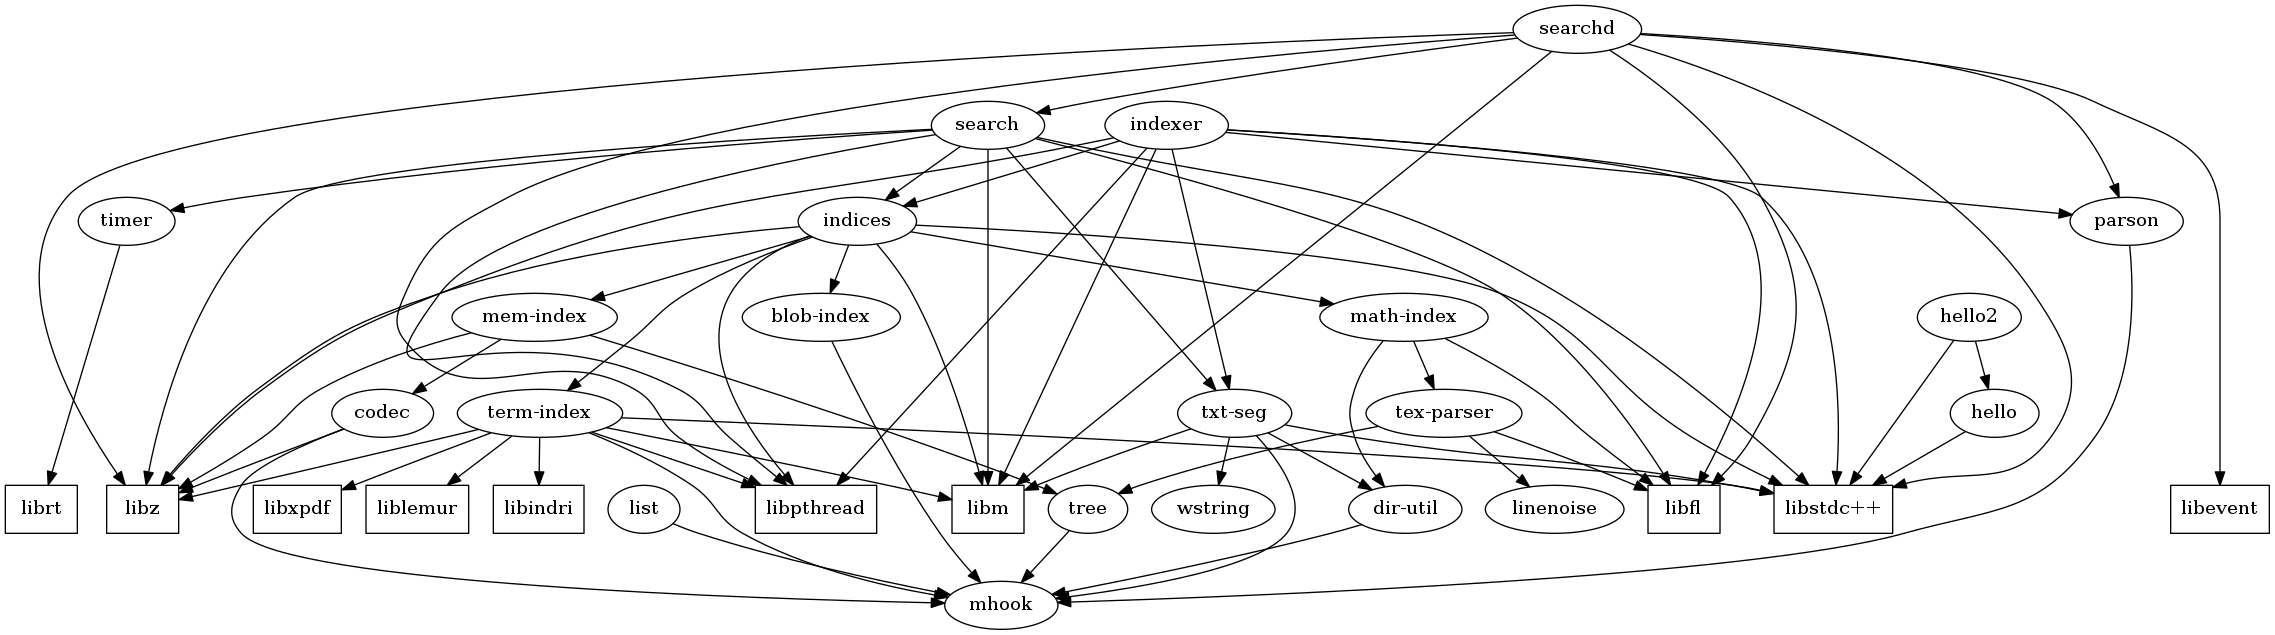 searchd
search
indexer
timer
indices
parson
mem-index
blob-index
math-index
hello2
codec
term-index
txt-seg
tex-parser
hello
librt
libz
libxpdf
liblemur
libindri
list
libpthread
libm
tree
wstring
dir-util
linenoise
libfl
libstdc++
libevent
mhook